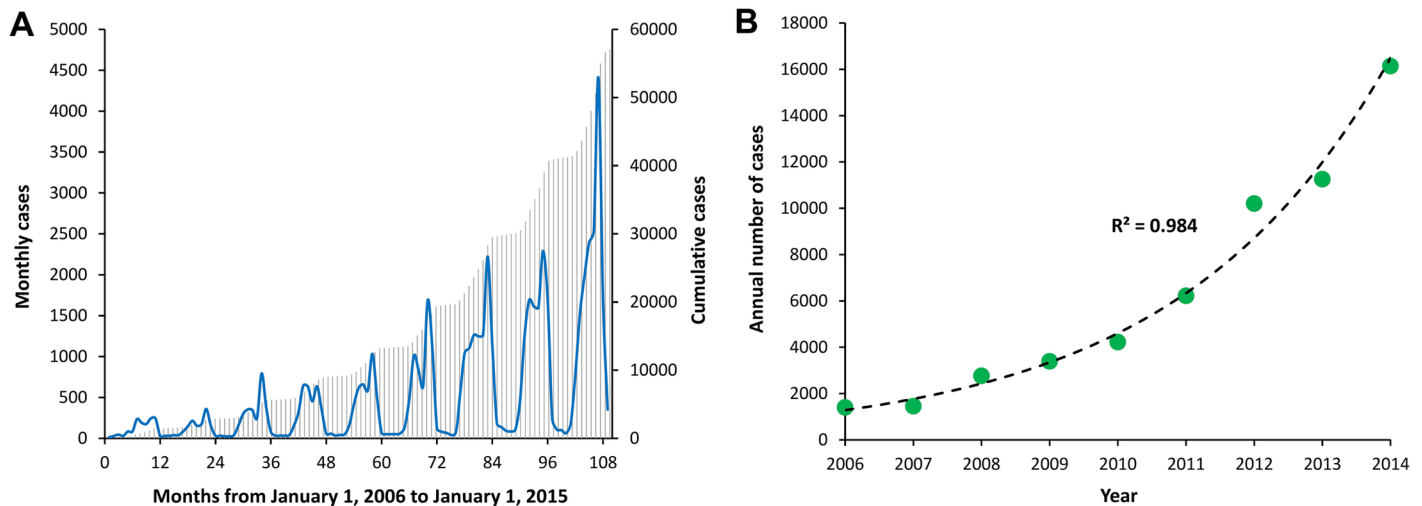 A
Monthly cases
5000
4500
4000
3500
3000
2500
2000
1500
1000
500
0
60000
50000
40000
30000
20000
10000
0
Cumulative cases
0 12 24 36 48 60 72 84 96 108
Months from January 1, 2006 to January 1, 2015
B
Annual number of cases
18000
16000
14000
12000
10000
8000
6000
4000
2000
0
R² = 0.984
2006 2007 2008 2009 2010 2011 2012 2013 2014
Year